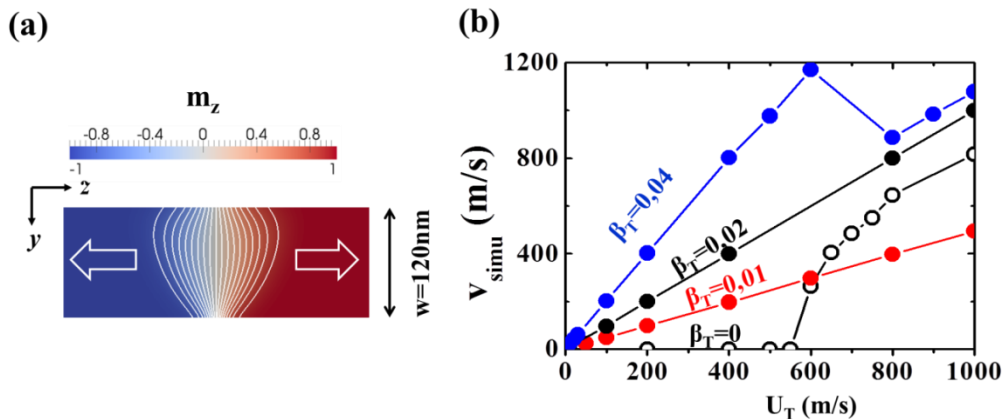 (a)
m_z
-0.8 -0.4 0 0.4 0.8
-1 1
z
y
w=120nm
(b)
V_simu (m/s)
1200
800
400
0
β_T=0,04
β_T=0,02
β_T=0,01
β_T=0
0 200 400 600 800 1000
U_T (m/s)